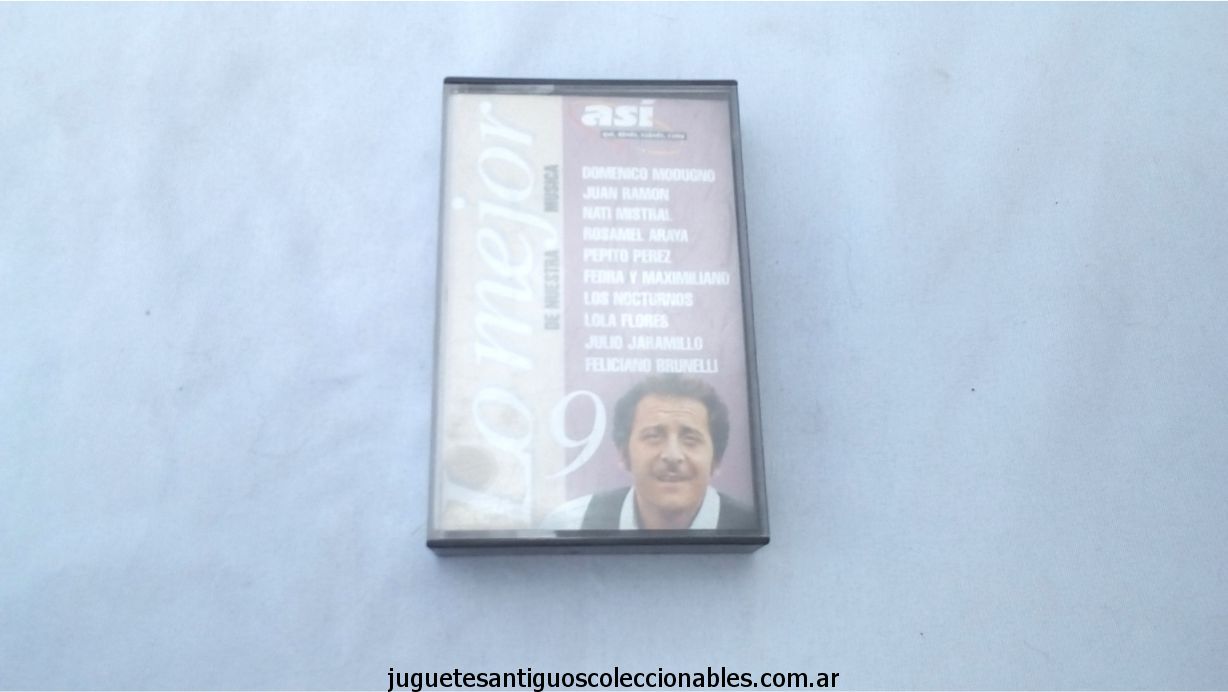 así
DOMENICO MODUGNO
JUAN RAMON
NATI MISTRAL
ROSAMEL ARAYA
PEPITO PEREZ
FEDRA Y MAXIMILIANO
LOS NOCTURNOS
LOLA FLORES
JULIO JARAMILLO
FELICIANO BRUNELLI
Lo mejor
DE NUESTRA MUSICA
9
juguetesantiguoscoleccionables.com.ar